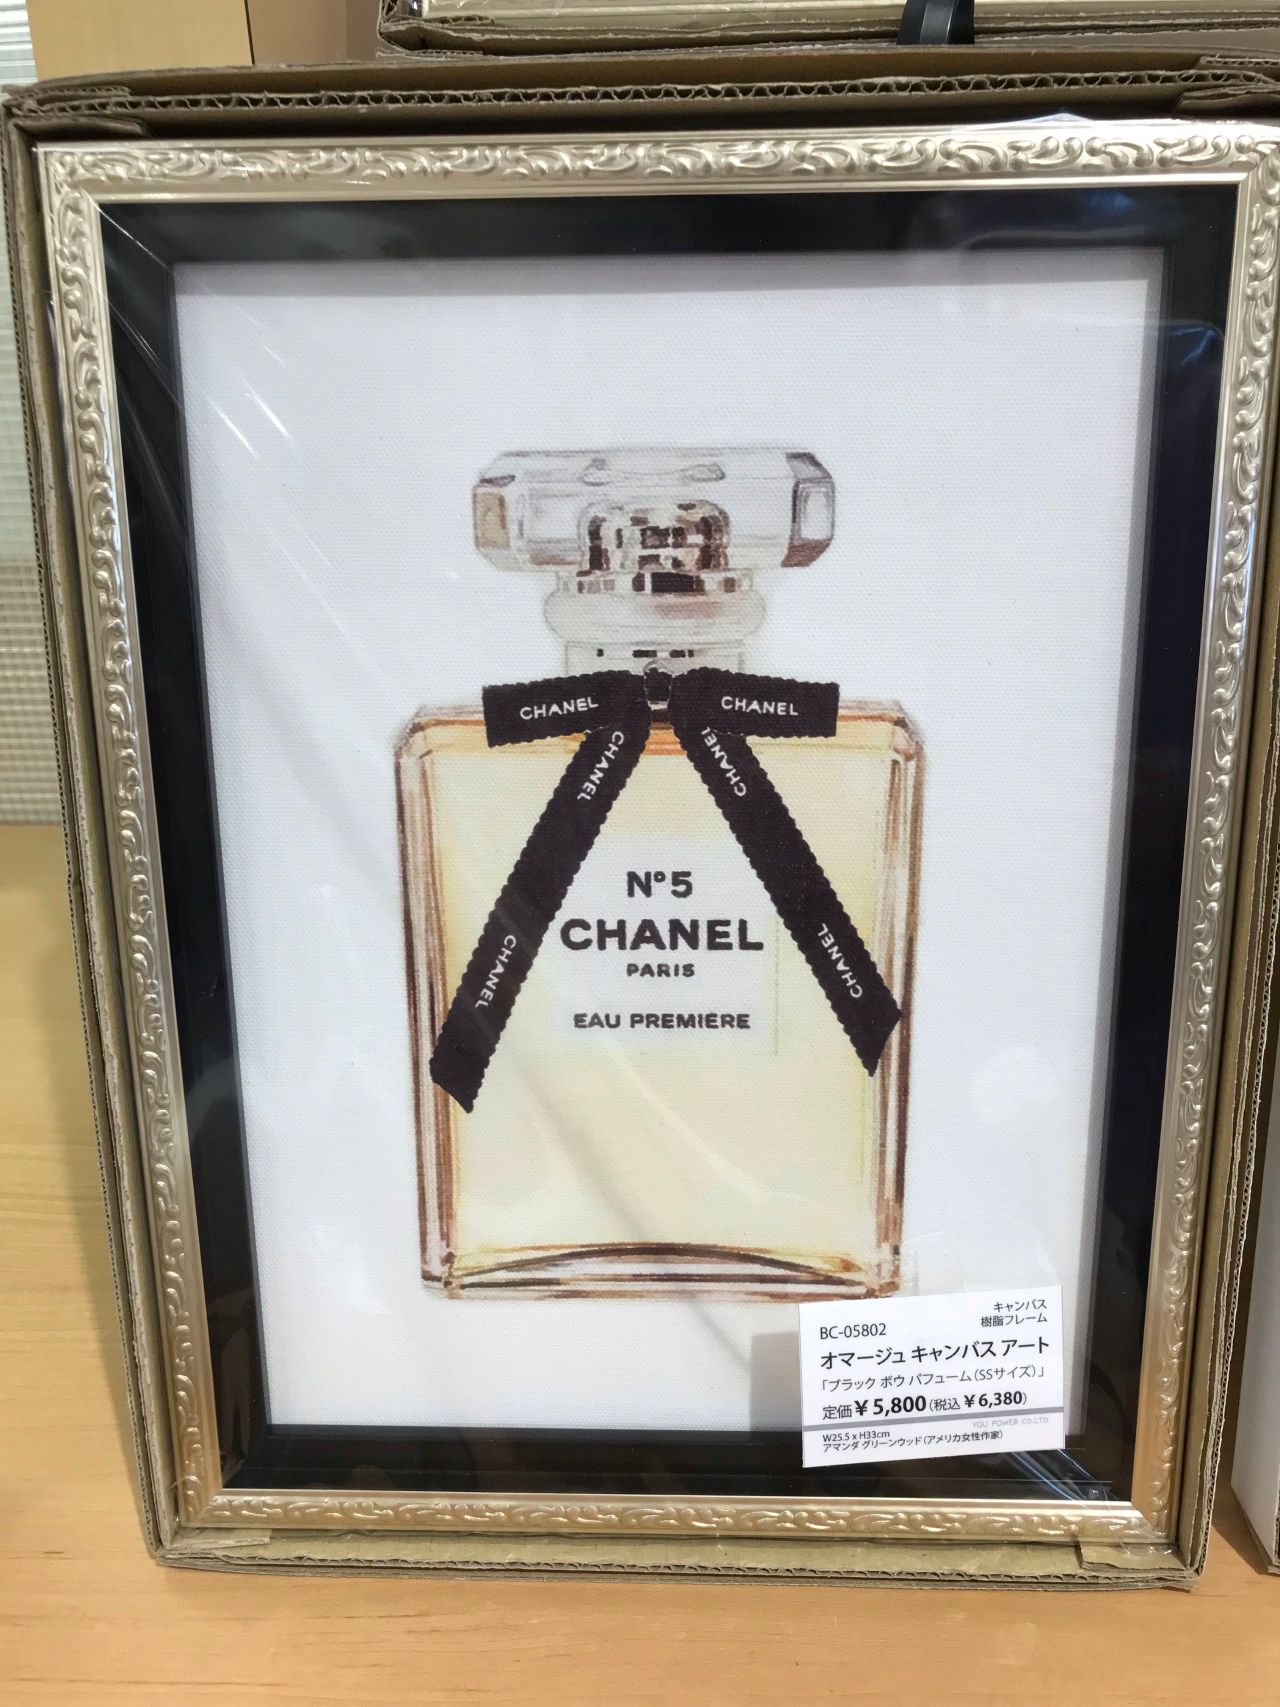 CHANEL
CHANEL
CHANEL
CHANEL
CHANEL
CHANEL
N°5
CHANEL
PARIS
EAU PREMIERE
キャンバス
樹脂フレーム
BC-05802
オマージュ キャンバス アート
「ブラック ボウ パフューム（SSサイズ）」
定価¥5,800（税込¥6,380）
YOU POWER CO.,LTD.
W25.5 x H33cm
アマンダ グリーンウッド（アメリカ女性作家）